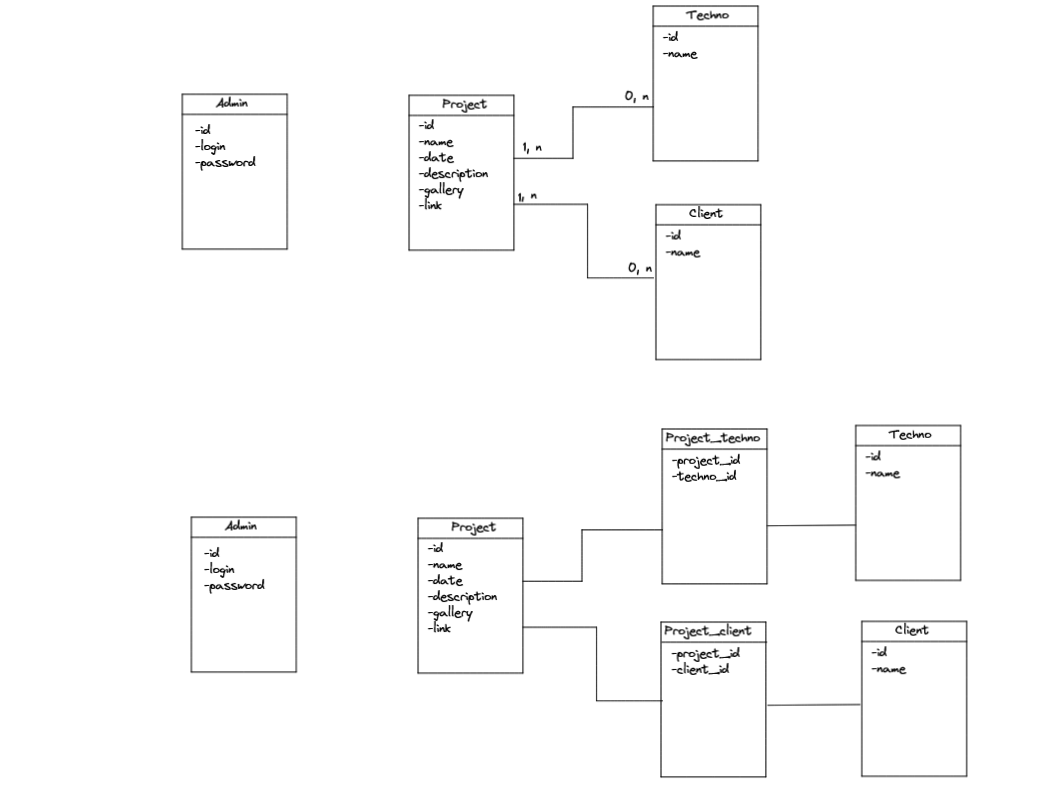 Techno
-id
-name
0, n
Admin
-id
-login
-password
Project
-id
-name
-date
-description
-gallery
-link
1, n
1, n
Client
-id
-name
0, n
Project_techno
-project_id
-techno_id
Techno
-id
-name
Admin
-id
-login
-password
Project
-id
-name
-date
-description
-gallery
-link
Project_client
-project_id
-client_id
Client
-id
-name